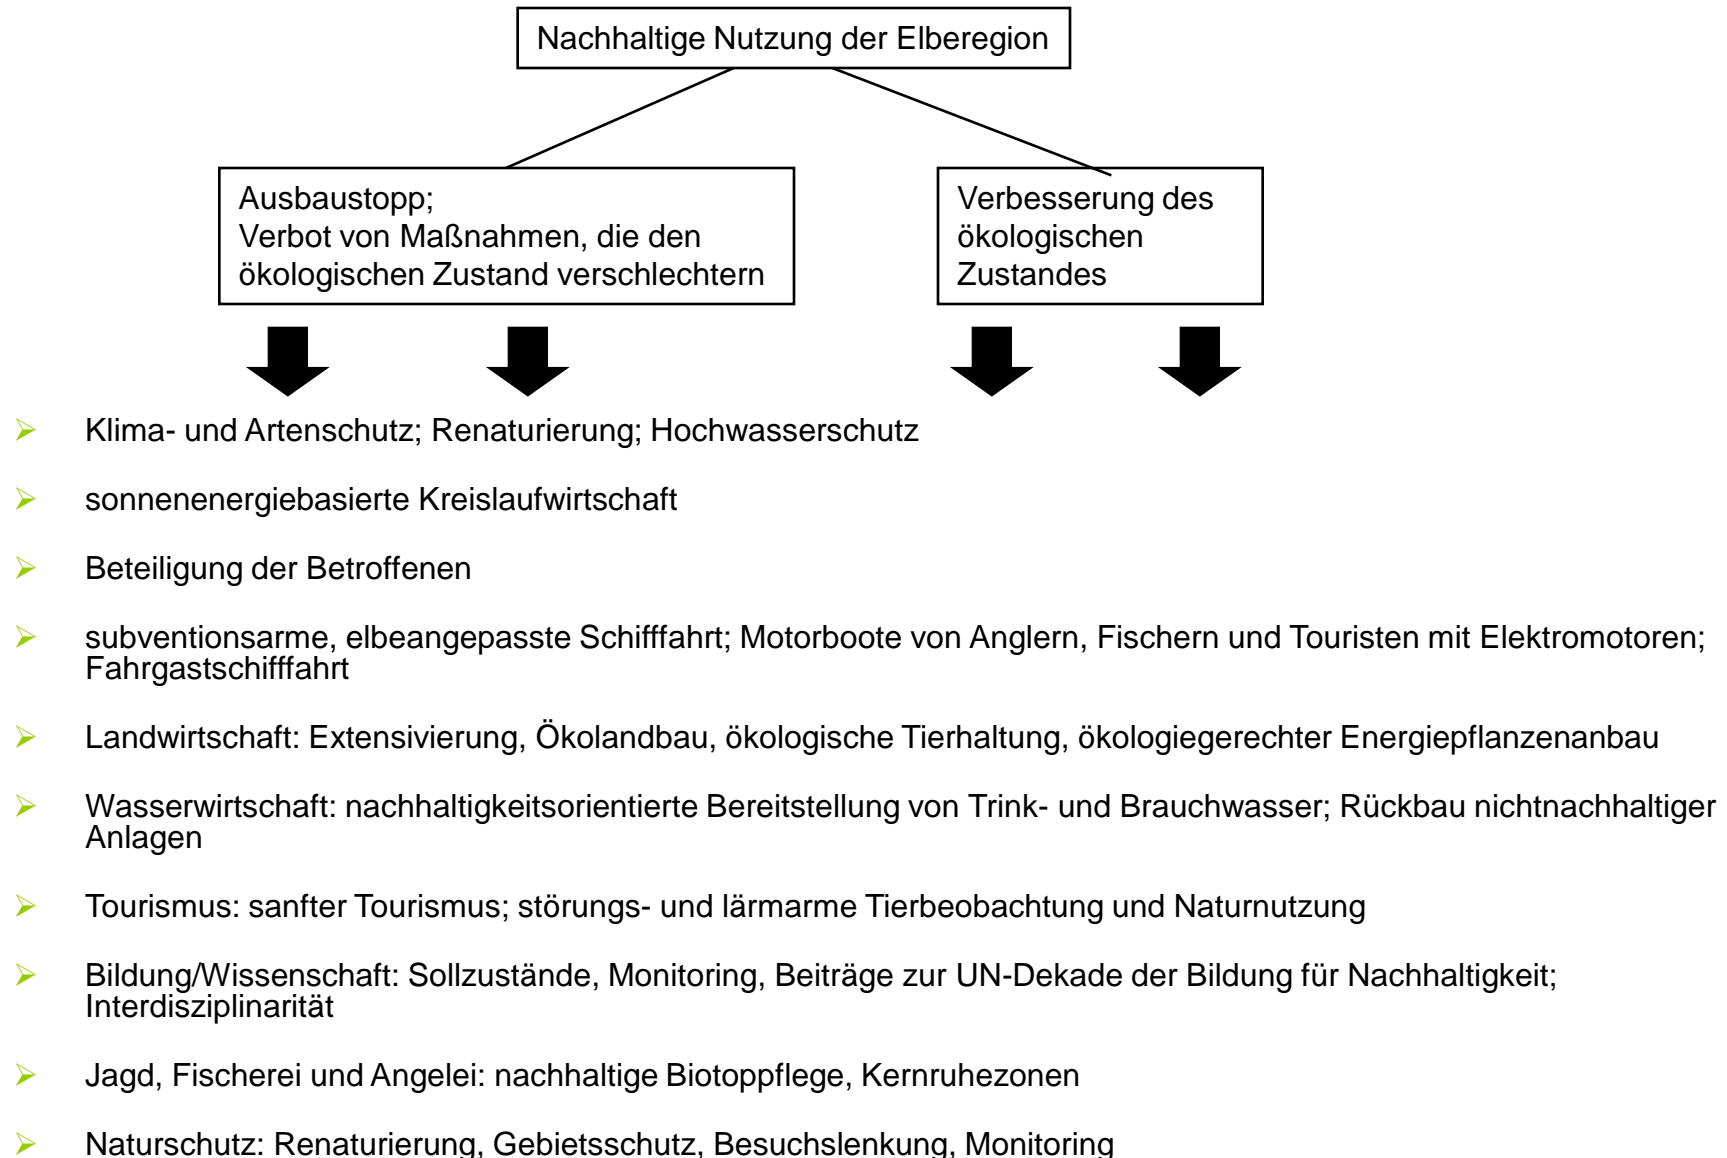 Nachhaltige Nutzung der Elberegion
Ausbaustopp;
Verbot von Maßnahmen, die den
ökologischen Zustand verschlechtern
Verbesserung des
ökologischen
Zustandes
Klima- und Artenschutz; Renaturierung; Hochwasserschutz
sonnenenergiebasierte Kreislaufwirtschaft
Beteiligung der Betroffenen
subventionsarme, elbeangepasste Schifffahrt; Motorboote von Anglern, Fischern und Touristen mit Elektromotoren;
Fahrgastschifffahrt
Landwirtschaft: Extensivierung, Ökolandbau, ökologische Tierhaltung, ökologiegerechter Energiepflanzenanbau
Wasserwirtschaft: nachhaltigkeitsorientierte Bereitstellung von Trink- und Brauchwasser; Rückbau nichtnachhaltiger
Anlagen
Tourismus: sanfter Tourismus; störungs- und lärmarme Tierbeobachtung und Naturnutzung
Bildung/Wissenschaft: Sollzustände, Monitoring, Beiträge zur UN-Dekade der Bildung für Nachhaltigkeit;
Interdisziplinarität
Jagd, Fischerei und Angelei: nachhaltige Biotoppflege, Kernruhezonen
Naturschutz: Renaturierung, Gebietsschutz, Besuchslenkung, Monitoring